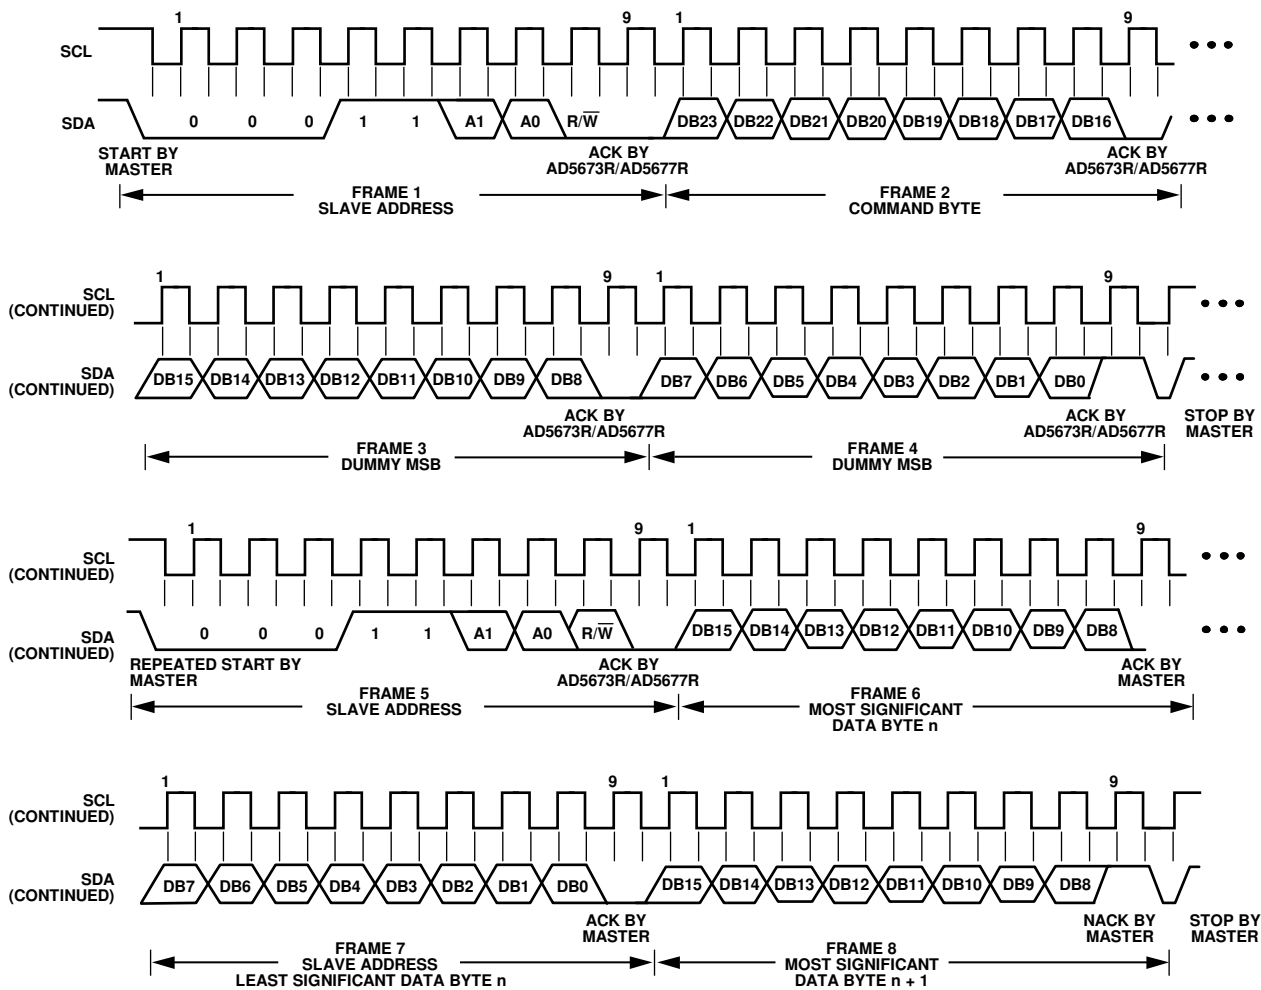 1 9 1 9
SCL
SDA
0 0 0 1 1 A1 A0 R/W̅ DB23 DB22 DB21 DB20 DB19 DB18 DB17 DB16
START BY
MASTER
ACK BY
AD5673R/AD5677R
ACK BY
AD5673R/AD5677R
FRAME 1
SLAVE ADDRESS
FRAME 2
COMMAND BYTE
1 9 1 9
SCL
(CONTINUED)
SDA
(CONTINUED)
DB15 DB14 DB13 DB12 DB11 DB10 DB9 DB8 DB7 DB6 DB5 DB4 DB3 DB2 DB1 DB0
ACK BY
AD5673R/AD5677R
ACK BY
AD5673R/AD5677R
STOP BY
MASTER
FRAME 3
DUMMY MSB
FRAME 4
DUMMY MSB
1 9 1 9
SCL
(CONTINUED)
SDA
(CONTINUED)
0 0 0 1 1 A1 A0 R/W̅ DB15 DB14 DB13 DB12 DB11 DB10 DB9 DB8
REPEATED START BY
MASTER
ACK BY
AD5673R/AD5677R
ACK BY
MASTER
FRAME 5
SLAVE ADDRESS
FRAME 6
MOST SIGNIFICANT
DATA BYTE n
1 9 1 9
SCL
(CONTINUED)
SDA
(CONTINUED)
DB7 DB6 DB5 DB4 DB3 DB2 DB1 DB0 DB15 DB14 DB13 DB12 DB11 DB10 DB9 DB8
ACK BY
MASTER
NACK BY
MASTER
STOP BY
MASTER
FRAME 7
SLAVE ADDRESS
LEAST SIGNIFICANT DATA BYTE n
FRAME 8
MOST SIGNIFICANT
DATA BYTE n + 1